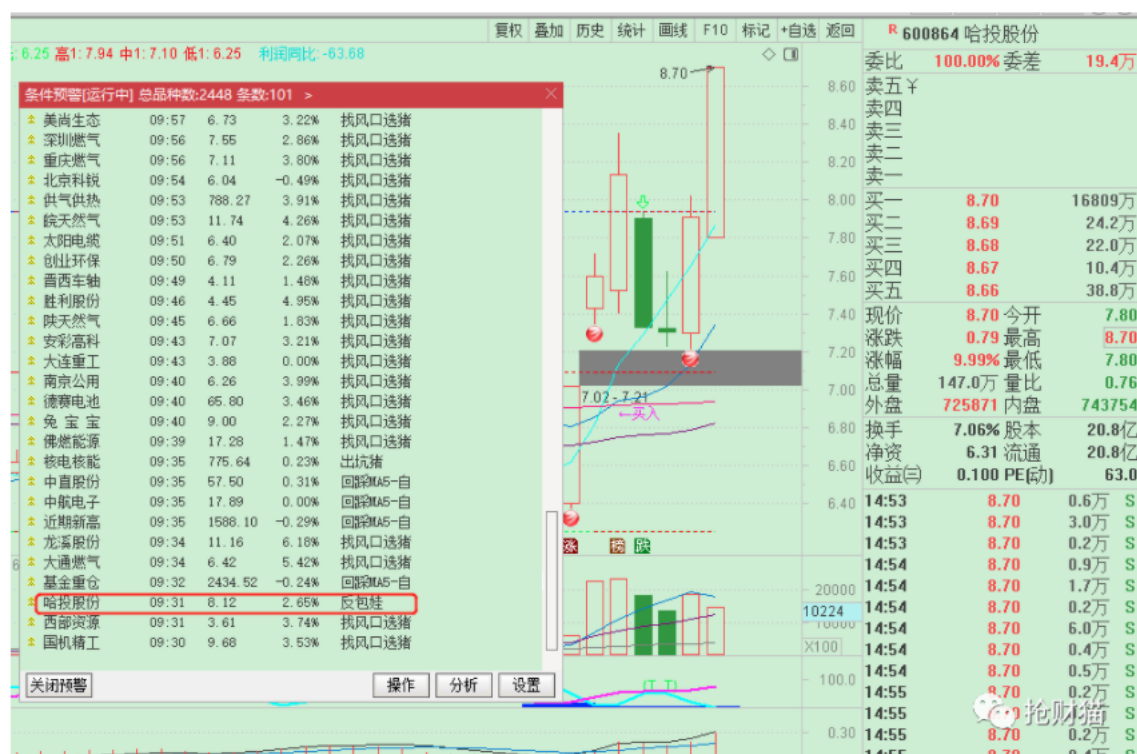 复权 叠加 历史 统计 画线 F10 标记 +自选 返回
R 600864 哈投股份
6.25 高1: 7.94 中1: 7.10 低1: 6.25 利润同比: -63.68
委比 100.00% 委差 19.4万
条件预警[运行中] 总品种数:2448 条数:101 >
美尚生态 09:57 6.73 3.22% 找风口选猪
深圳燃气 09:56 7.55 2.86% 找风口选猪
重庆燃气 09:56 7.11 3.80% 找风口选猪
北京科锐 09:54 6.04 -0.49% 找风口选猪
供气供热 09:53 788.27 3.91% 找风口选猪
皖天然气 09:53 11.74 4.26% 找风口选猪
太阳电缆 09:51 6.40 2.07% 找风口选猪
创业环保 09:50 6.79 2.26% 找风口选猪
晋西车轴 09:49 4.11 1.48% 找风口选猪
胜利股份 09:46 4.45 4.95% 找风口选猪
陕天然气 09:45 6.66 1.83% 找风口选猪
安彩高科 09:43 7.07 3.21% 找风口选猪
大连重工 09:43 3.88 0.00% 找风口选猪
南京公用 09:40 6.26 3.99% 找风口选猪
德赛电池 09:40 65.80 3.46% 找风口选猪
兔 宝 宝 09:40 9.00 2.27% 找风口选猪
佛燃能源 09:39 17.28 1.47% 找风口选猪
核电核能 09:35 775.64 0.23% 出坑猪
中直股份 09:35 57.50 0.31% 回踩MA5-自
中航电子 09:35 17.89 0.00% 回踩MA5-自
近期新高 09:35 1588.10 -0.29% 回踩MA5-自
龙溪股份 09:34 11.16 6.18% 找风口选猪
大通燃气 09:34 6.42 5.42% 找风口选猪
基金重仓 09:32 2434.52 -0.24% 回踩MA5-自
哈投股份 09:31 8.12 2.65% 反包娃
西部资源 09:31 3.61 3.74% 找风口选猪
国机精工 09:30 9.68 3.53% 找风口选猪
关闭预警 操作 分析 设置
8.70
7.02-7.21
←买入
涨 榜 跌
8.60
8.40
8.20
8.00
7.80
7.60
7.40
7.20
7.00
6.80
6.60
6.40
20000
10224
10000
X100
100.0
0.30
卖五 ¥
卖四
卖三
卖二
卖一
买一 8.70 16809万
买二 8.69 24.2万
买三 8.68 22.0万
买四 8.67 10.4万
买五 8.66 38.8万
现价 8.70 今开 7.80
涨跌 0.79 最高 8.70
涨幅 9.99% 最低 7.80
总量 147.0万 量比 0.76
外盘 725871 内盘 743754
换手 7.06% 股本 20.8亿
净资 6.31 流通 20.8亿
收益㈢ 0.100 PE(动) 63.0
14:53 8.70 0.6万 S
14:53 8.70 3.0万 S
14:53 8.70 0.2万 S
14:54 8.70 0.9万 S
14:54 8.70 1.7万 S
14:54 8.70 0.2万 S
14:54 8.70 6.0万 S
14:54 8.70 0.4万 S
14:54 8.70 0.5万 S
14:55 8.70 0.2万 S
14:55 S
14:55 8.70 0.2万 S
抢财猫